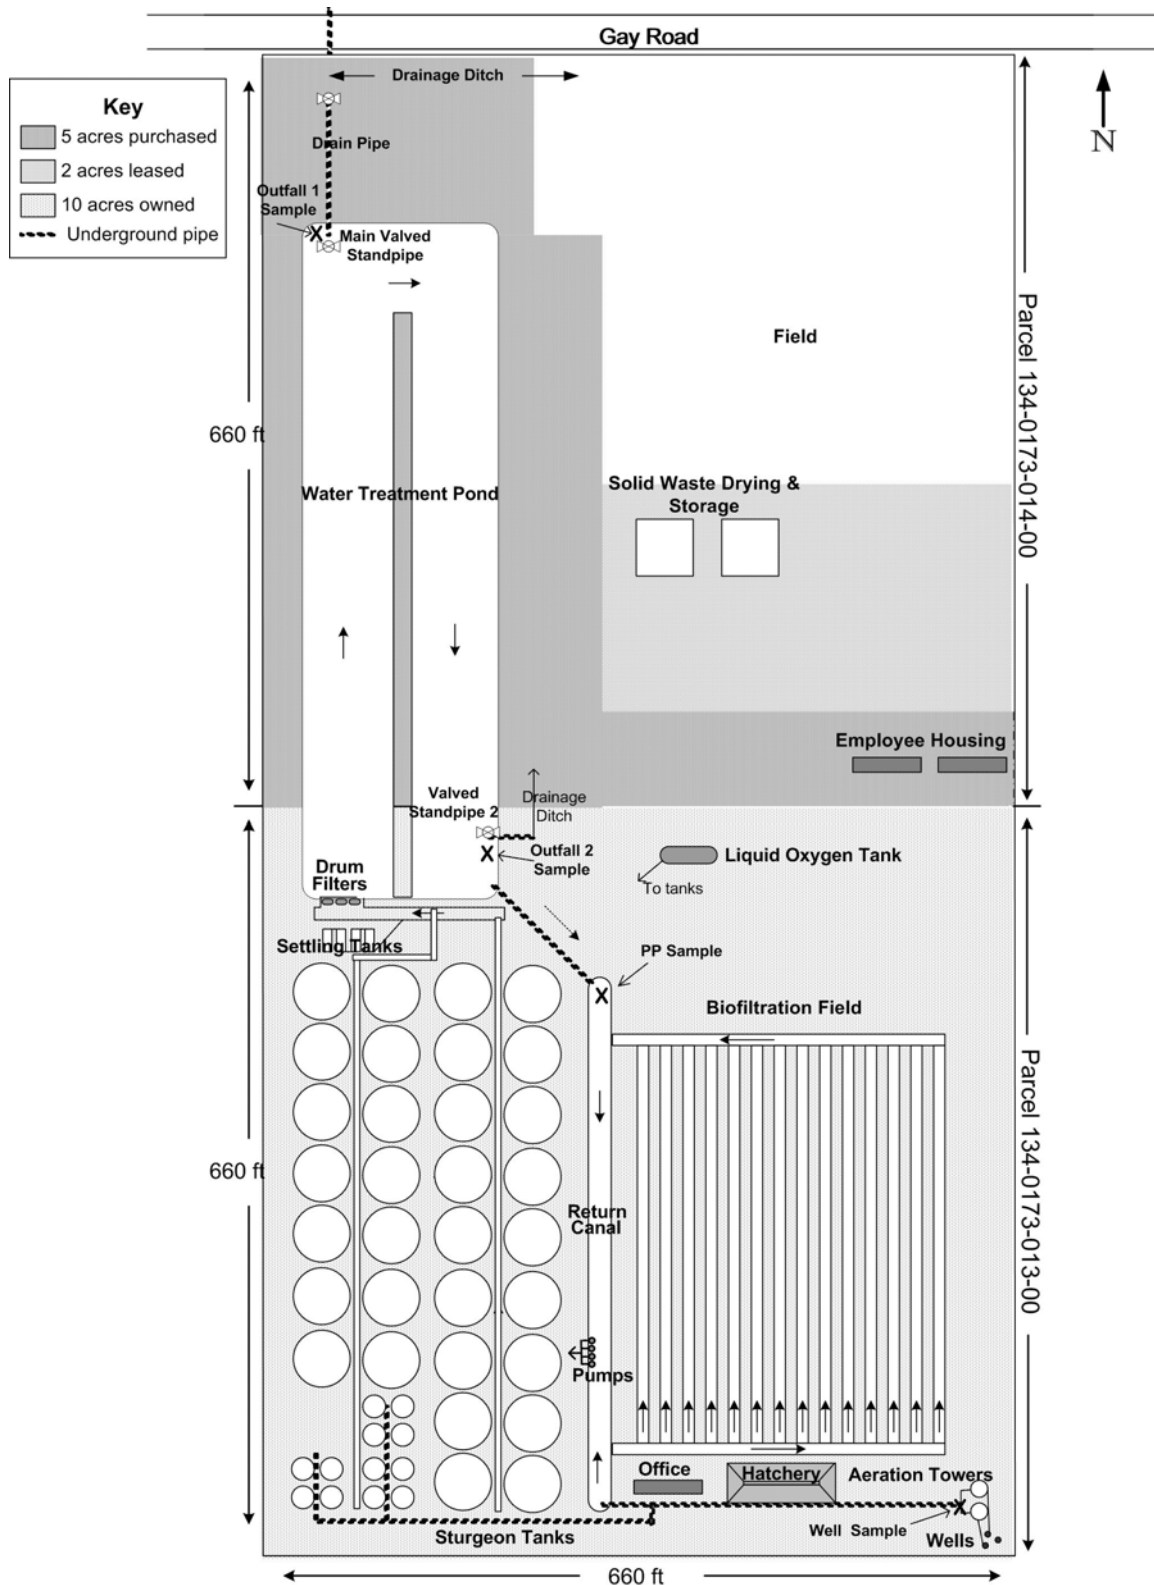 Gay Road
Drainage Ditch
Key
5 acres purchased
2 acres leased
10 acres owned
Underground pipe
N
Drain Pipe
Outfall 1
Sample
Main Valved
Standpipe
Field
Parcel 134-0173-014-00
660 ft
Water Treatment Pond
Solid Waste Drying &
Storage
Employee Housing
Valved
Standpipe 2
Drainage
Ditch
Outfall 2
Sample
Liquid Oxygen Tank
To tanks
Drum
Filters
Settling Tanks
PP Sample
Biofiltration Field
Parcel 134-0173-013-00
660 ft
Return
Canal
Pumps
Office
Hatchery
Aeration Towers
Well Sample
Wells
Sturgeon Tanks
660 ft